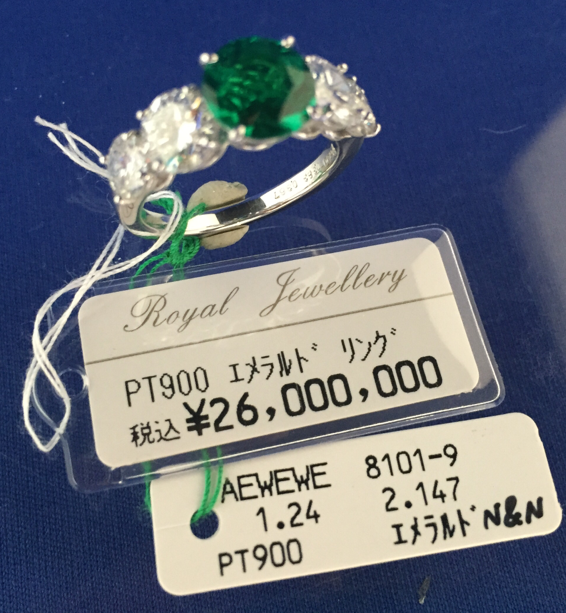 Royal Jewellery
PT900 エメラルド リング
税込 ¥26,000,000
AEWEWE 8101-9
1.24 2.147
PT900 エメラルド N&N